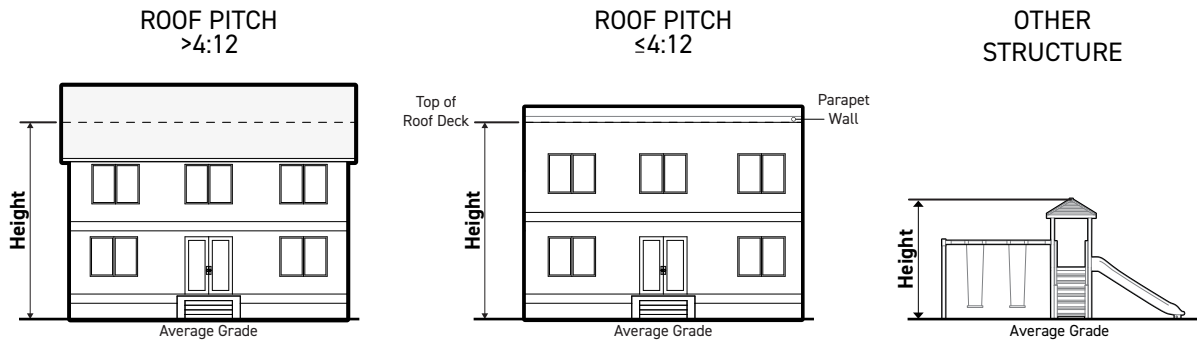 ROOF PITCH
>4:12
Height
Average Grade
ROOF PITCH
≤4:12
Top of
Roof Deck
Parapet
Wall
Height
Average Grade
OTHER
STRUCTURE
Height
Average Grade